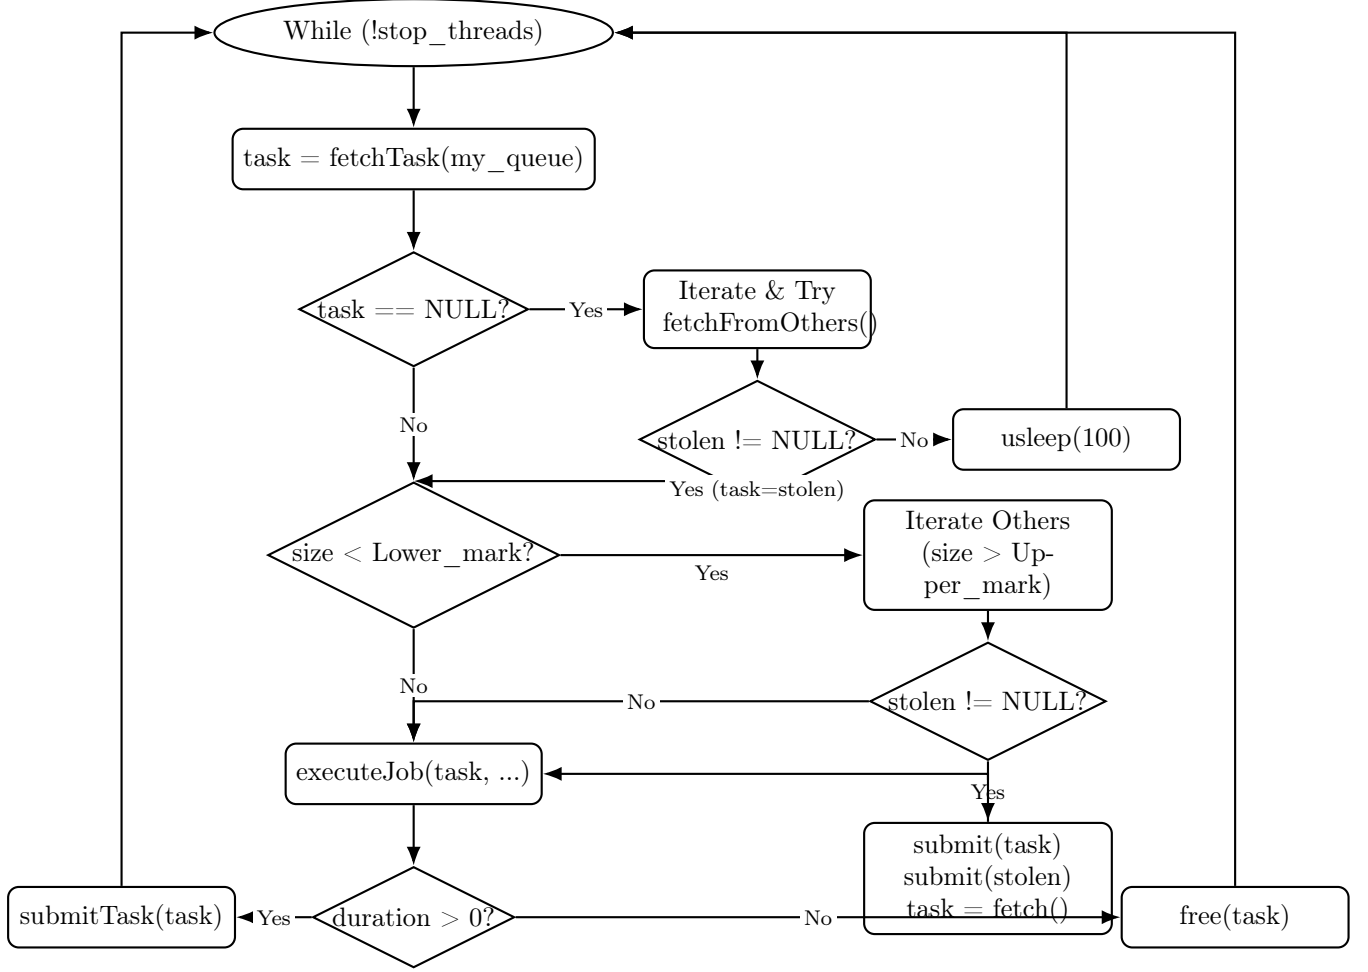 While (!stop_threads)
task = fetchTask(my_queue)
task == NULL?
Yes
Iterate & Try
fetchFromOthers()
No
stolen != NULL?
No
usleep(100)
Yes (task=stolen)
size < Lower_mark?
Yes
Iterate Others
(size > Up-
per_mark)
No
No
stolen != NULL?
executeJob(task, ...)
Yes
submit(task)
submit(stolen)
task = fetch()
submitTask(task)
Yes
duration > 0?
No
free(task)